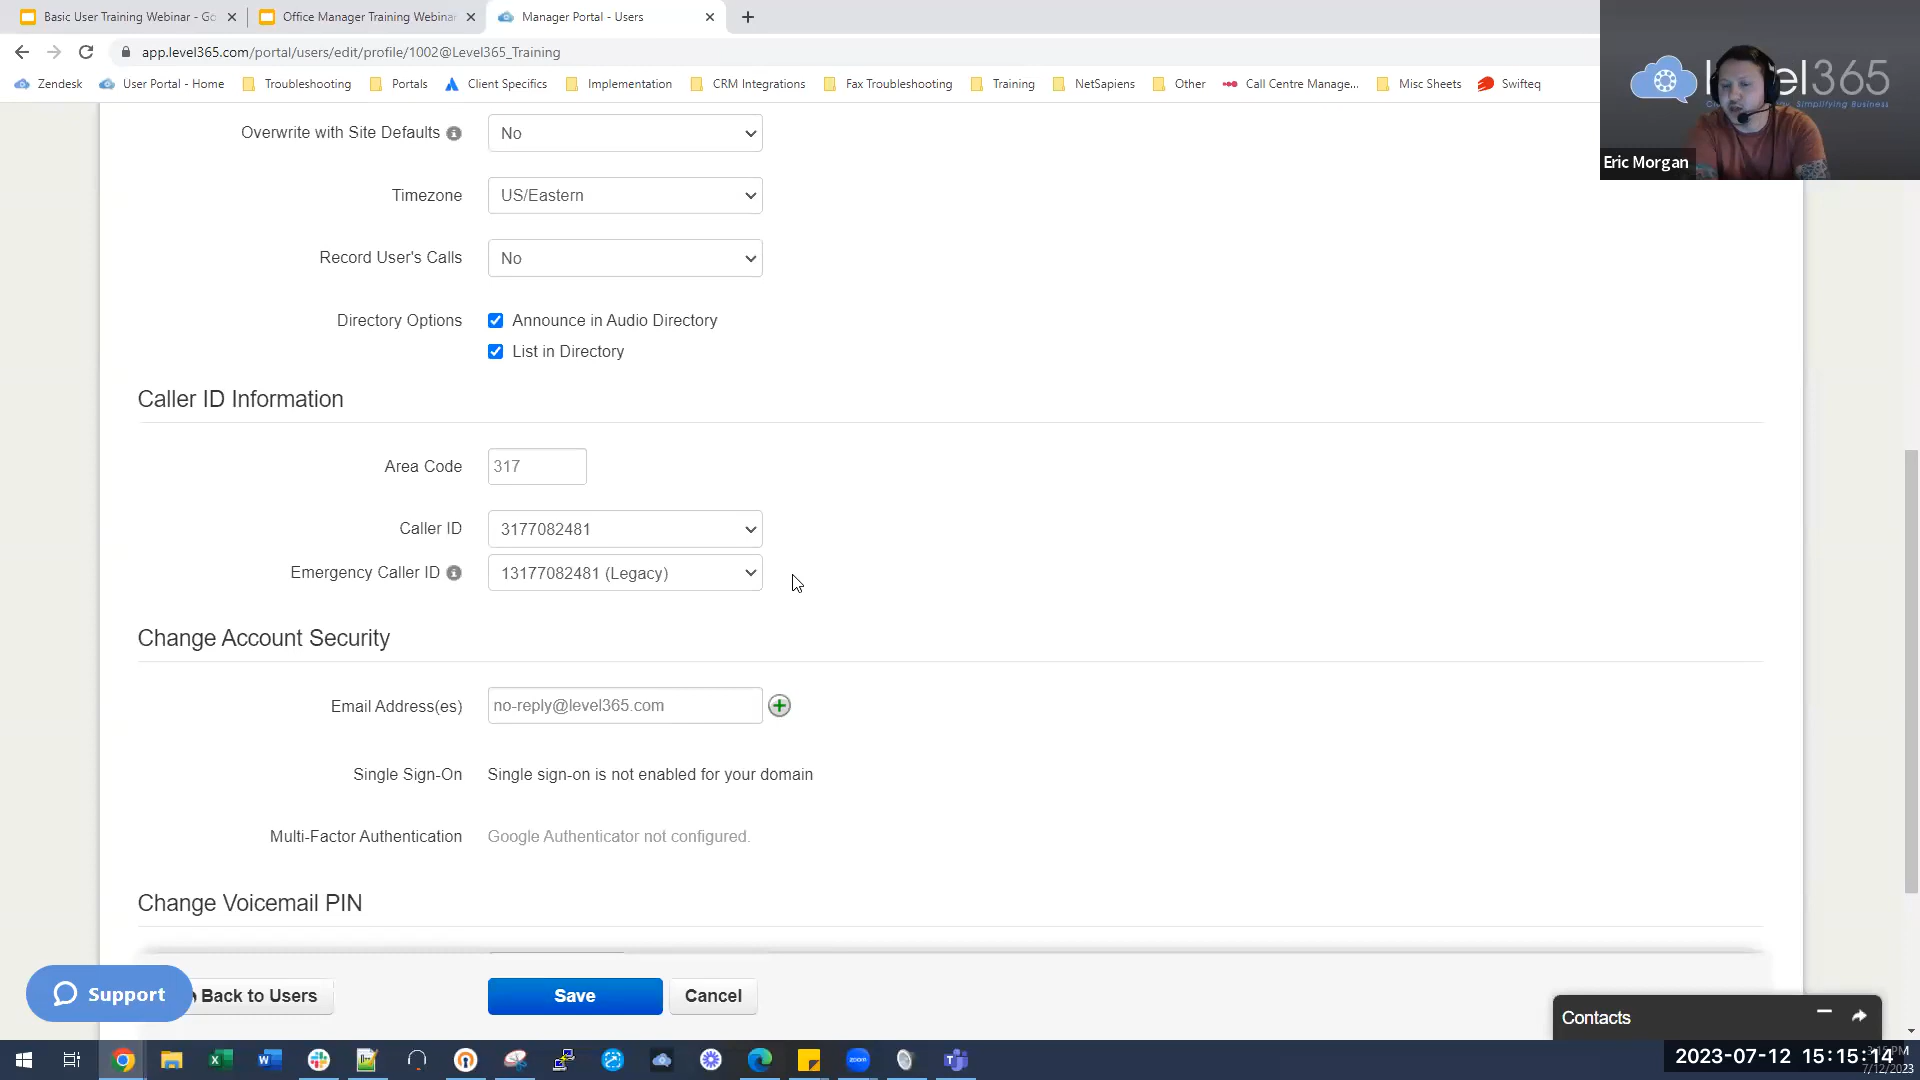 Basic User Training Webinar - Go
Office Manager Training Webinar
Manager Portal - Users
app.level365.com/portal/users/edit/profile/1002@Level365_Training
Zendesk
User Portal - Home
Troubleshooting
Portals
Client Specifics
Implementation
CRM Integrations
Fax Troubleshooting
Training
NetSapiens
Other
Call Centre Manage...
Misc Sheets
Swifteq
Eric Morgan
Overwrite with Site Defaults
No
Timezone
US/Eastern
Record User's Calls
No
Directory Options
Announce in Audio Directory
List in Directory
Caller ID Information
Area Code
317
Caller ID
3177082481
Emergency Caller ID
13177082481 (Legacy)
Change Account Security
Email Address(es)
no-reply@level365.com
Single Sign-On
Single sign-on is not enabled for your domain
Multi-Factor Authentication
Google Authenticator not configured.
Change Voicemail PIN
Support
Back to Users
Save
Cancel
Contacts
zoom
2023-07-12 15:15:14
7/12/2023